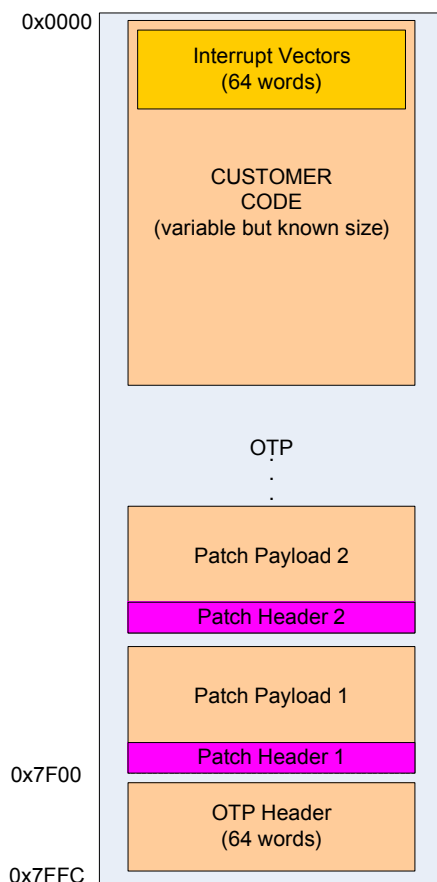 0x0000
Interrupt Vectors
(64 words)
CUSTOMER
CODE
(variable but known size)
OTP
.
.
.
Patch Payload 2
Patch Header 2
Patch Payload 1
Patch Header 1
0x7F00
OTP Header
(64 words)
0x7FFC